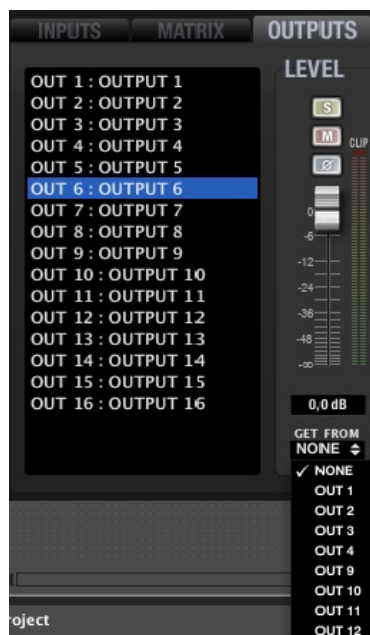 INPUTS MATRIX OUTPUTS
OUT 1 : OUTPUT 1
OUT 2 : OUTPUT 2
OUT 3 : OUTPUT 3
OUT 4 : OUTPUT 4
OUT 5 : OUTPUT 5
OUT 6 : OUTPUT 6
OUT 7 : OUTPUT 7
OUT 8 : OUTPUT 8
OUT 9 : OUTPUT 9
OUT 10 : OUTPUT 10
OUT 11 : OUTPUT 11
OUT 12 : OUTPUT 12
OUT 13 : OUTPUT 13
OUT 14 : OUTPUT 14
OUT 15 : OUTPUT 15
OUT 16 : OUTPUT 16
LEVEL
S
M
CLIP
Ø
0
-6
-12
-24
-36
-48
-∞
0,0 dB
GET FROM
NONE
✓ NONE
OUT 1
OUT 2
OUT 3
OUT 4
OUT 9
OUT 10
OUT 11
OUT 12
roject